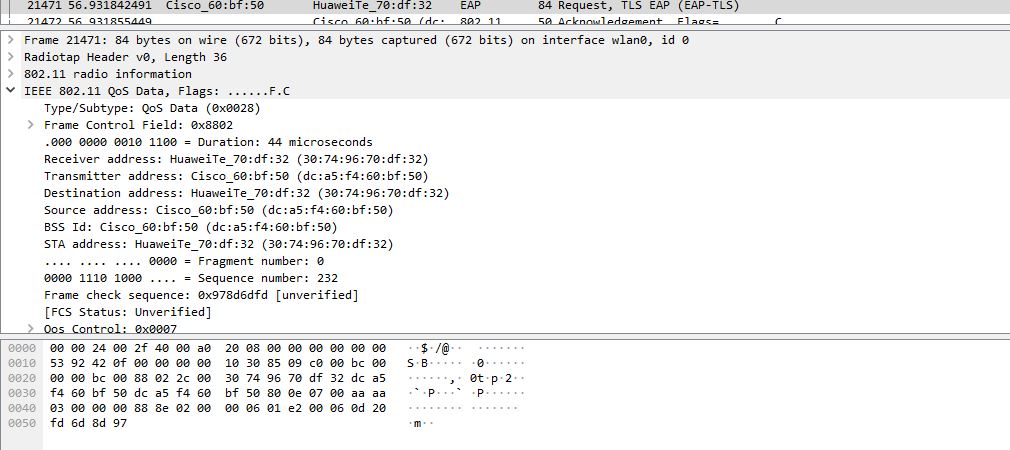 21471 56.931842491 Cisco_60:bf:50 HuaweiTe_70:df:32 EAP 84 Request, TLS EAP (EAP-TLS)
21472 56.931855449 Cisco_60:bf:50 (dc: 802.11 50 Acknowledgement, Flags=........C
Frame 21471: 84 bytes on wire (672 bits), 84 bytes captured (672 bits) on interface wlan0, id 0
Radiotap Header v0, Length 36
802.11 radio information
IEEE 802.11 QoS Data, Flags: ......F.C
Type/Subtype: QoS Data (0x0028)
Frame Control Field: 0x8802
.000 0000 0010 1100 = Duration: 44 microseconds
Receiver address: HuaweiTe_70:df:32 (30:74:96:70:df:32)
Transmitter address: Cisco_60:bf:50 (dc:a5:f4:60:bf:50)
Destination address: HuaweiTe_70:df:32 (30:74:96:70:df:32)
Source address: Cisco_60:bf:50 (dc:a5:f4:60:bf:50)
BSS Id: Cisco_60:bf:50 (dc:a5:f4:60:bf:50)
STA address: HuaweiTe_70:df:32 (30:74:96:70:df:32)
.... .... .... 0000 = Fragment number: 0
0000 1110 1000 .... = Sequence number: 232
Frame check sequence: 0x978d6dfd [unverified]
[FCS Status: Unverified]
Qos Control: 0x0007
0000 00 00 24 00 2f 40 00 a0 20 08 00 00 00 00 00 00 ··$·/@·· ·······
0010 53 92 42 0f 00 00 00 00 10 30 85 09 c0 00 bc 00 S·B····· ·0······
0020 00 00 bc 00 88 02 2c 00 30 74 96 70 df 32 dc a5 ······,· 0t·p·2··
0030 f4 60 bf 50 dc a5 f4 60 bf 50 80 0e 07 00 aa aa ·`·P···` ·P······
0040 03 00 00 00 88 8e 02 00 00 06 01 e2 00 06 0d 20 ········ ·······
0050 fd 6d 8d 97 ·m··